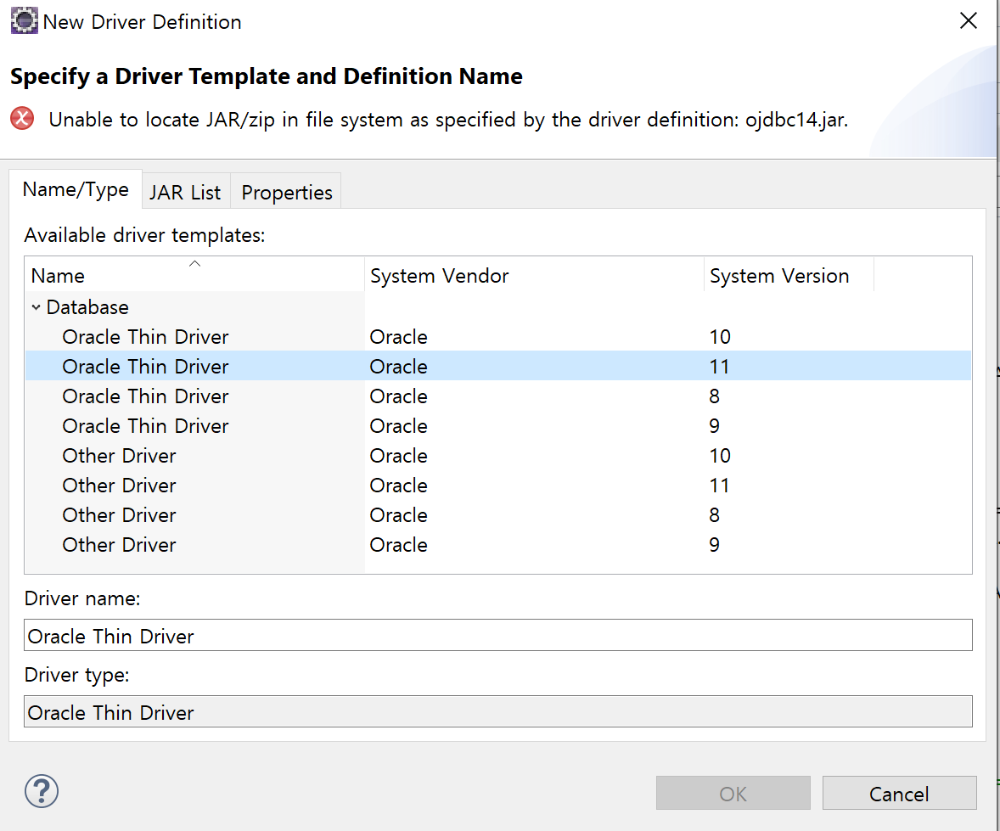 New Driver Definition
Specify a Driver Template and Definition Name
Unable to locate JAR/zip in file system as specified by the driver definition: ojdbc14.jar.
Name/Type JAR List Properties
Available driver templates:
Name System Vendor System Version
Database
Oracle Thin Driver Oracle 10
Oracle Thin Driver Oracle 11
Oracle Thin Driver Oracle 8
Oracle Thin Driver Oracle 9
Other Driver Oracle 10
Other Driver Oracle 11
Other Driver Oracle 8
Other Driver Oracle 9
Driver name:
Oracle Thin Driver
Driver type:
Oracle Thin Driver
? OK Cancel